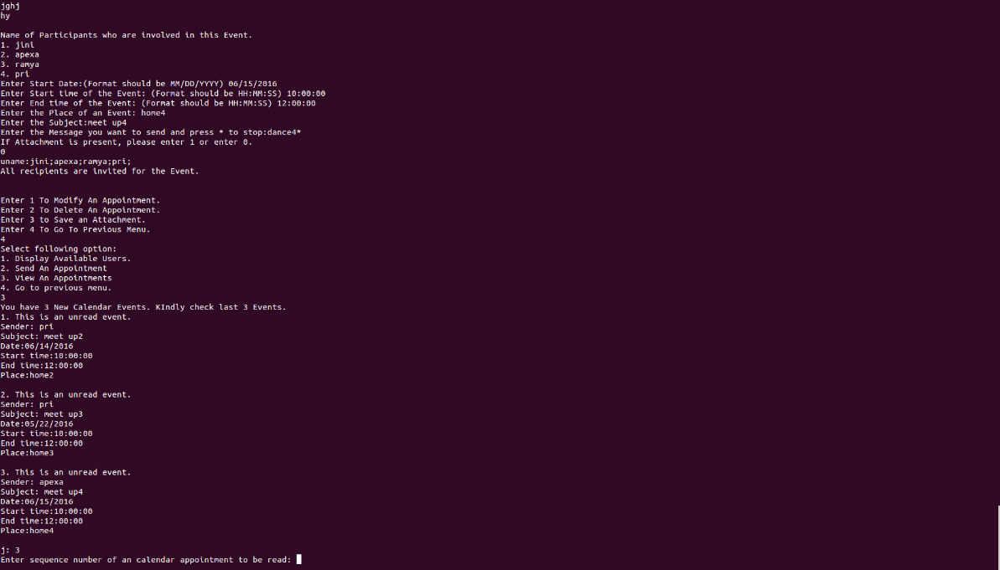 jghj
hy
Name of Participants who are involved in this Event.
1. jini
2. apexa
3. ramya
4. pri
Enter Start Date:(Format should be MM/DD/YYYY) 06/15/2016
Enter Start time of the Event: (Format should be HH:MM:SS) 10:00:00
Enter End time of the Event: (Format should be HH:MM:SS) 12:00:00
Enter the Place of an Event: home4
Enter the Subject:meet up4
Enter the Message you want to send and press * to stop:dance4*
If Attachment is present, please enter 1 or enter 0.
0
uname:jini;apexa;ramya;pri;
All recipients are invited for the Event.
Enter 1 To Modify An Appointment.
Enter 2 To Delete An Appointment.
Enter 3 to Save an Attachment.
Enter 4 To Go To Previous Menu.
4
Select following option:
1. Display Available Users.
2. Send An Appointment
3. View An Appointments
4. Go to previous menu.
3
You have 3 New Calendar Events. KIndly check last 3 Events.
1. This is an unread event.
Sender: pri
Subject: meet up2
Date:06/14/2016
Start time:10:00:00
End time:12:00:00
Place:home2
2. This is an unread event.
Sender: pri
Subject: meet up3
Date:05/22/2016
Start time:10:00:00
End time:12:00:00
Place:home3
3. This is an unread event.
Sender: apexa
Subject: meet up4
Date:06/15/2016
Start time:10:00:00
End time:12:00:00
Place:home4
j: 3
Enter sequence number of an calendar appointment to be read: